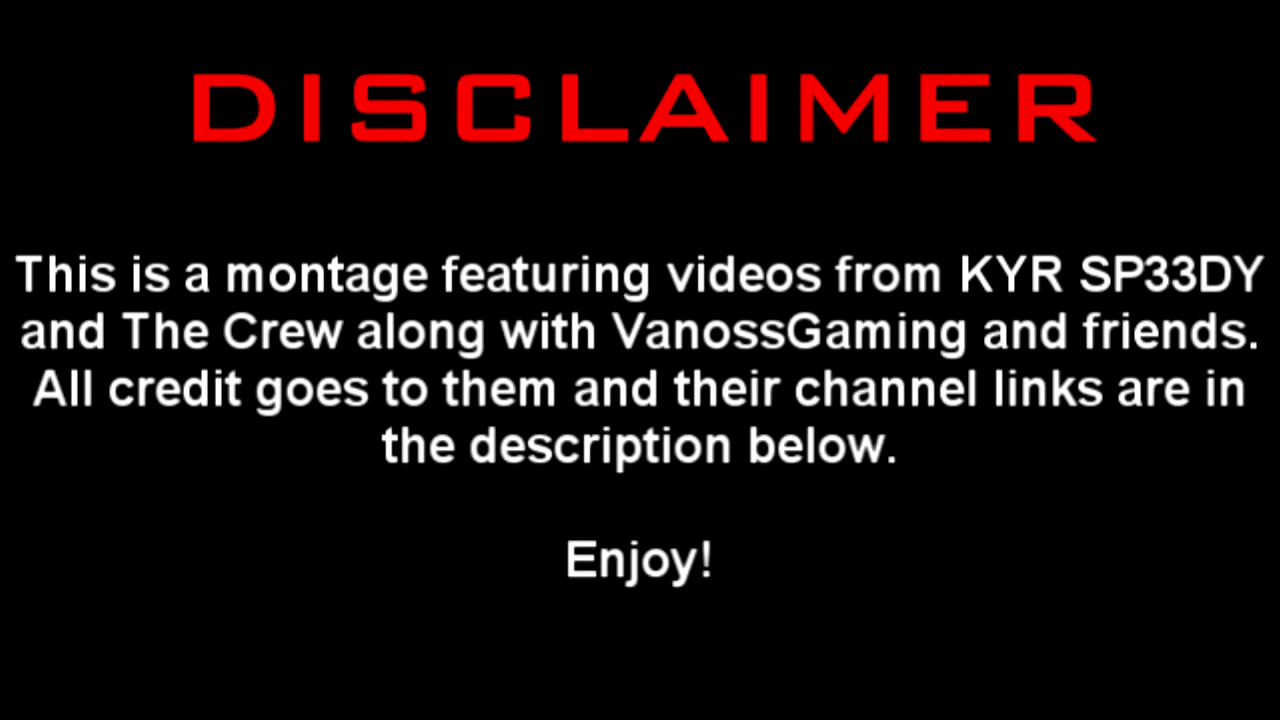 DISCLAIMER
This is a montage featuring videos from KYR SP33DY
and The Crew along with VanossGaming and friends.
All credit goes to them and their channel links are in
the description below.
Enjoy!